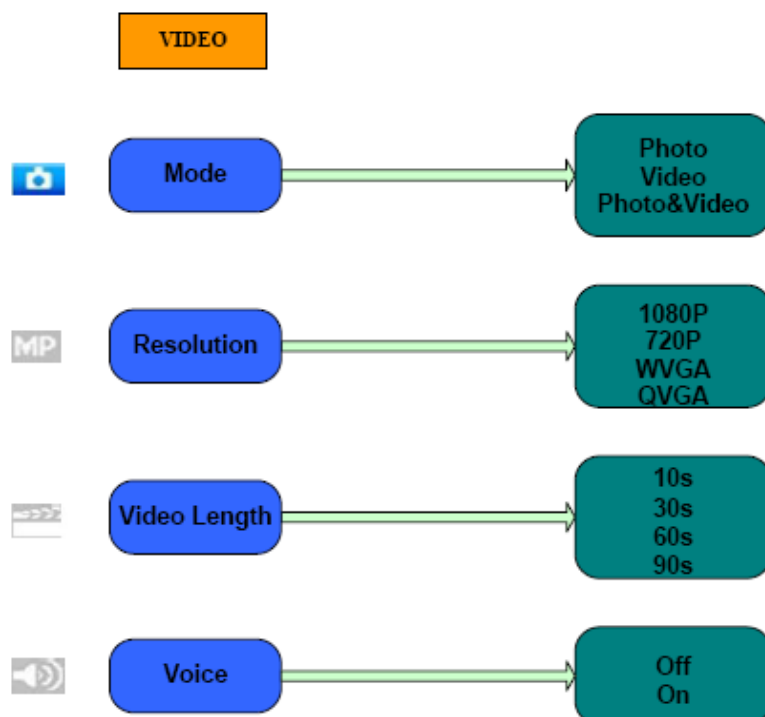 VIDEO
Mode
Photo
Video
Photo&Video
MP
Resolution
1080P
720P
WVGA
QVGA
Video Length
10s
30s
60s
90s
Voice
Off
On